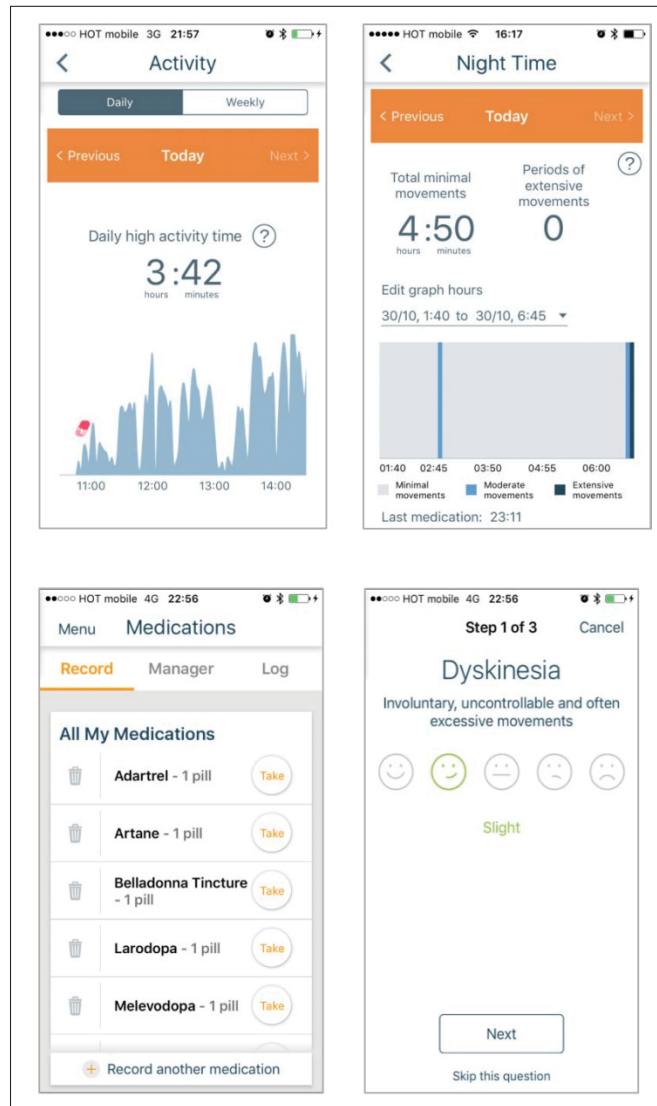 HOT mobile 3G 21:57
Activity
Daily Weekly
< Previous Today Next >
Daily high activity time ?
3:42
hours minutes
11:00 12:00 13:00 14:00
HOT mobile 16:17
Night Time
< Previous Today Next >
?
Total minimal
movements
4:50
hours minutes
Periods of
extensive
movements
0
Edit graph hours
30/10, 1:40 to 30/10, 6:45
01:40 02:45 03:50 04:55 06:00
Minimal
movements
Moderate
movements
Extensive
movements
Last medication: 23:11
HOT mobile 4G 22:56
Menu Medications
Record Manager Log
All My Medications
Adartrel - 1 pill Take
Artane - 1 pill Take
Belladonna Tincture
- 1 pill Take
Larodopa - 1 pill Take
Melevodopa - 1 pill Take
+ Record another medication
HOT mobile 4G 22:56
Step 1 of 3 Cancel
Dyskinesia
Involuntary, uncontrollable and often
excessive movements
Slight
Next
Skip this question